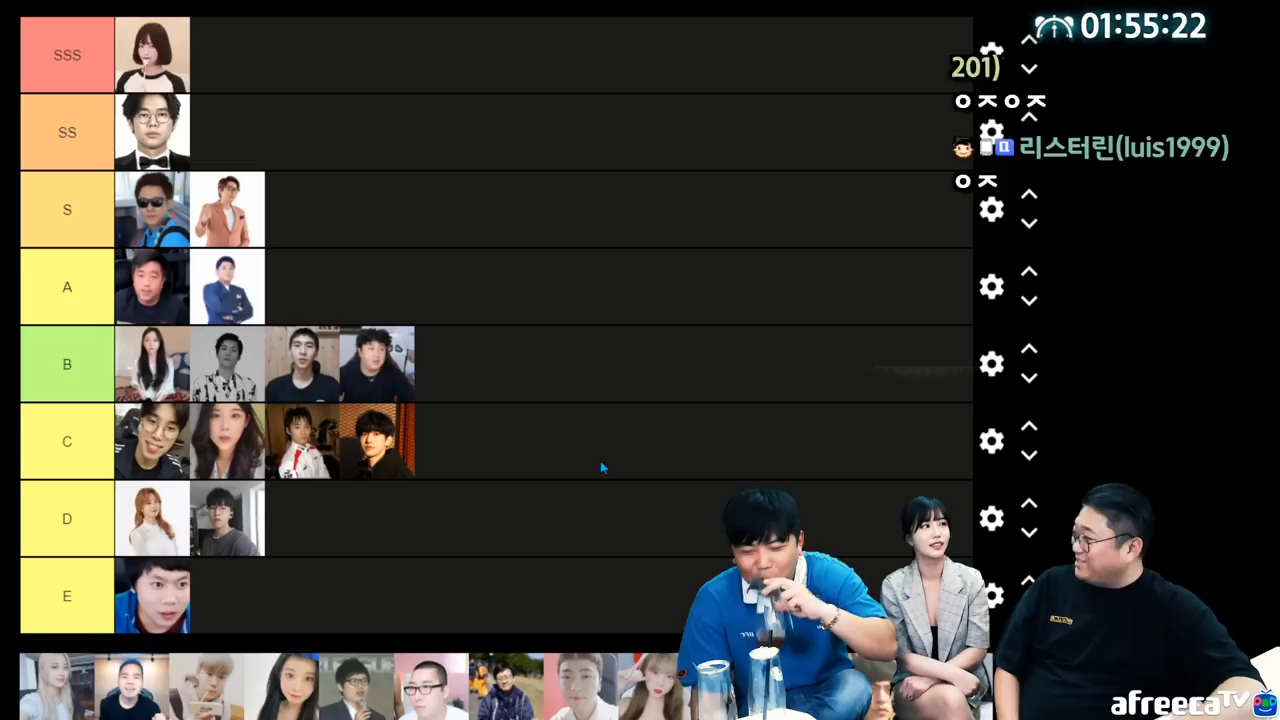 SSS
SS
S
A
B
C
D
E
01:55:22
201)
ㅇㅈㅇㅈ
리스터린(luis1999)
ㅇㅈ
afreecaTV